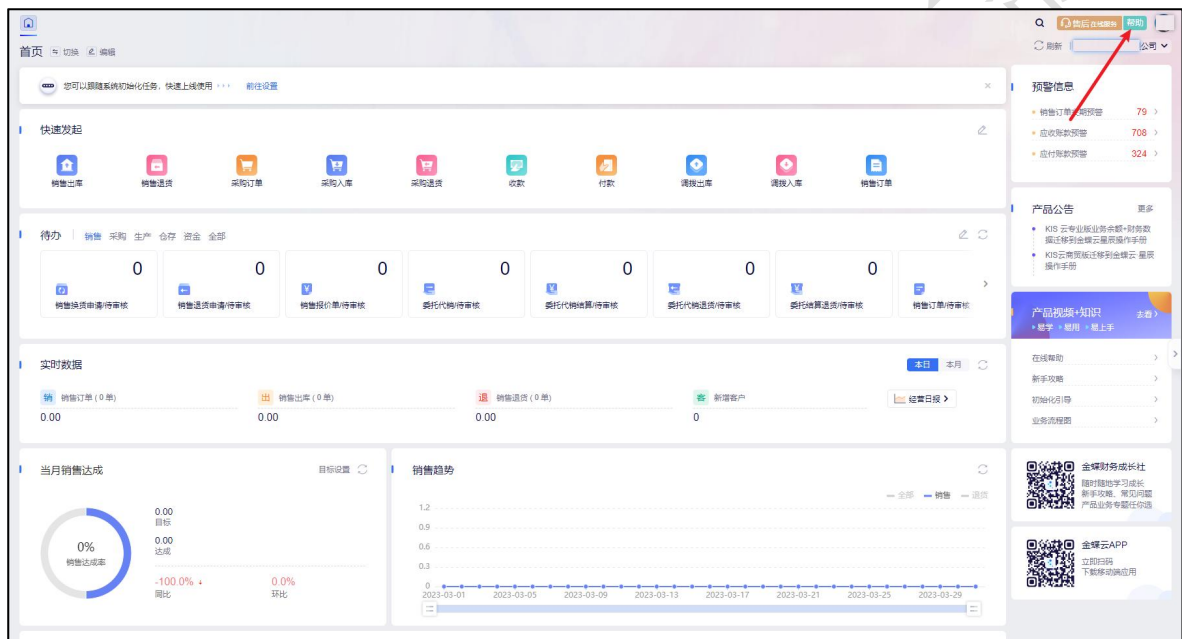 售后在线服务 帮助
首页 切换 编辑
刷新 公司
您可以跟随系统初始化任务，快速上线使用 前往设置
快速发起
销售出库 销售退货 采购订单 采购入库 采购退货 收款 付款 调拨出库 调拨入库 销售订单
待办 销售 采购 生产 仓存 资金 全部
0 0 0 0 0 0 0
销售换货申请/待审核 销售退货申请/待审核 销售报价单/待审核 委托代销/待审核 委托代销结算/待审核 委托代销退货/待审核 委托结算退货/待审核 销售订单/待审核
实时数据 本日 本月
销 销售订单 ( 0 单) 出 销售出库 ( 0 单) 退 销售退货 ( 0 单) 客 新增客户 经营日报
0.00 0.00 0.00 0
当月销售达成 目标设置
0% 销售达成率
0.00
目标
0.00
达成
-100.0% 0.0%
同比 环比
销售趋势
全部 销售 退货
1.2
0.9
0.6
0.3
0
2023-03-01 2023-03-05 2023-03-09 2023-03-13 2023-03-17 2023-03-21 2023-03-25 2023-03-29
预警信息
应收账款预警 708
应付账款预警 324
产品公告 更多
KIS 云专业版业务余额+财务数
据迁移到金蝶云星辰操作手册
KIS云商贸版迁移到金蝶云·星辰
操作手册
产品视频+知识 去看
易学 易用 易上手
在线帮助
新手攻略
初始化引导
业务流程图
金蝶财务成长社
随时随地学习成长
新手攻略、常见问题
产品业务专题任你选
金蝶云APP
立即扫码
下载移动端应用